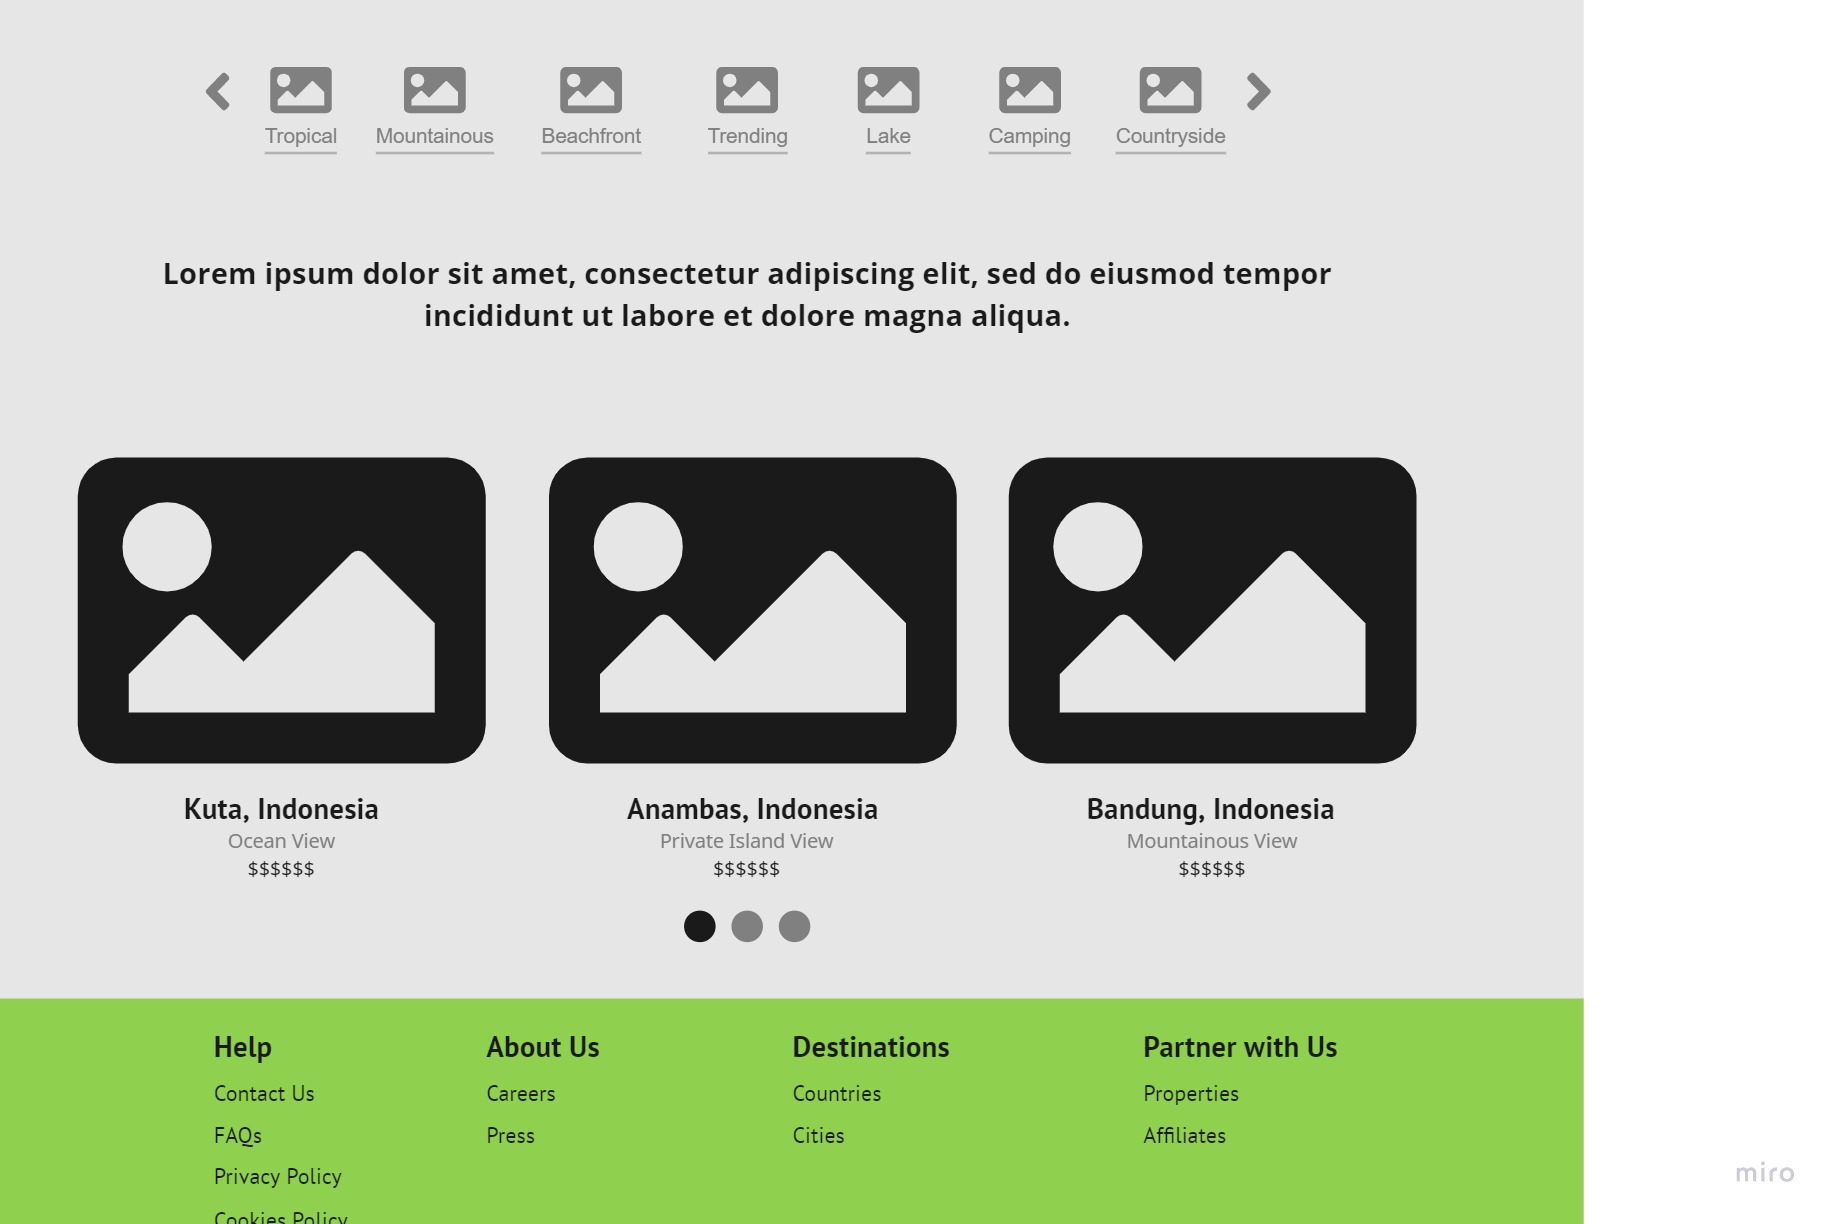 Tropical Mountainous Beachfront Trending Lake Camping Countryside
Lorem ipsum dolor sit amet, consectetur adipiscing elit, sed do eiusmod tempor
incididunt ut labore et dolore magna aliqua.
Kuta, Indonesia
Ocean View
$$$$$$
Anambas, Indonesia
Private Island View
$$$$$$
Bandung, Indonesia
Mountainous View
$$$$$$
Help
Contact Us
FAQs
Privacy Policy
Cookies Policy
About Us
Careers
Press
Destinations
Countries
Cities
Partner with Us
Properties
Affiliates
miro